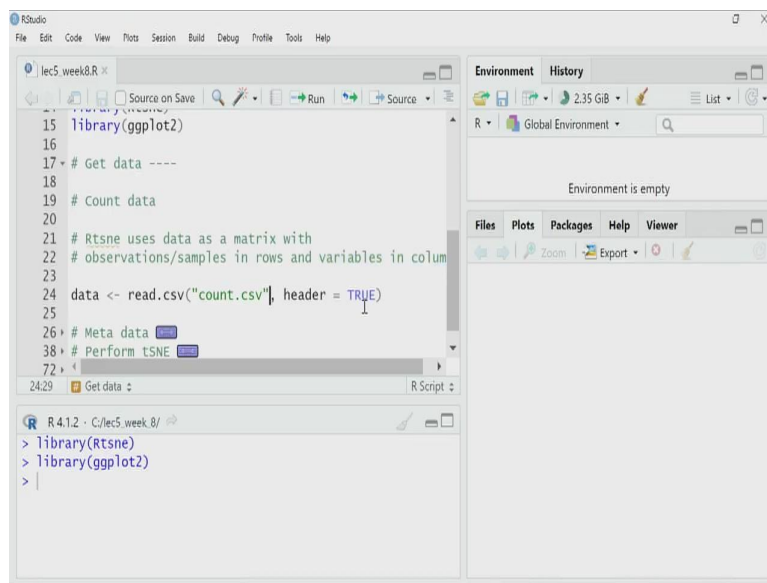 RStudio
File Edit Code View Plots Session Build Debug Profile Tools Help
lec5_week8.R
Source on Save Run Source
15 library(ggplot2)
16
17 # Get data ----
18
19 # Count data
20
21 # Rtsne uses data as a matrix with
22 # observations/samples in rows and variables in colum
23
24 data <- read.csv("count.csv", header = TRUE)
25
26 # Meta data
38 # Perform tSNE
72
24:29 Get data R Script
R 4.1.2 · C:/lec5_week_8/
> library(Rtsne)
> library(ggplot2)
>
Environment History
2.35 GiB List
R Global Environment
Environment is empty
Files Plots Packages Help Viewer
Zoom Export